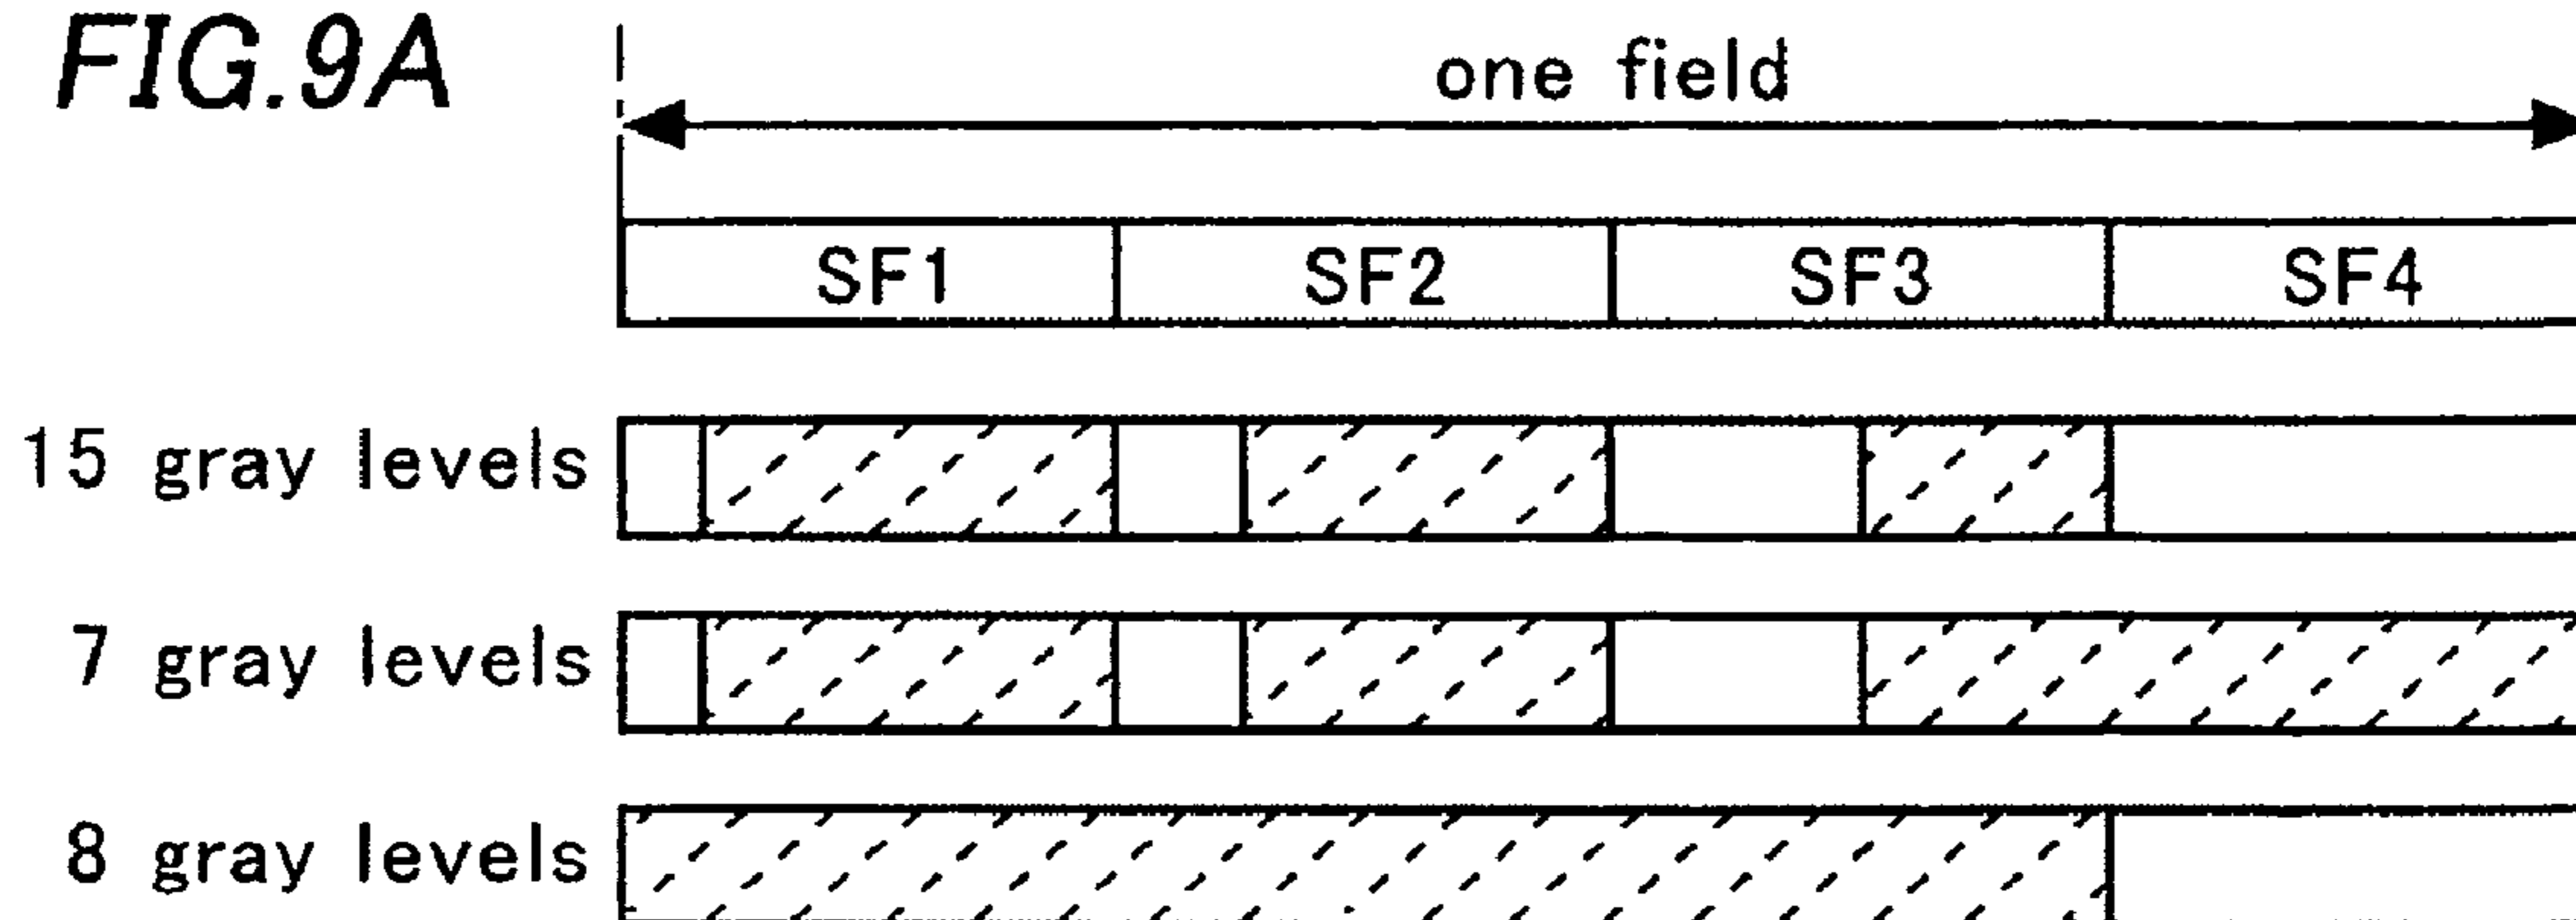 FIG.9A
one field
SF1 SF2 SF3 SF4
15 gray levels
7 gray levels
8 gray levels